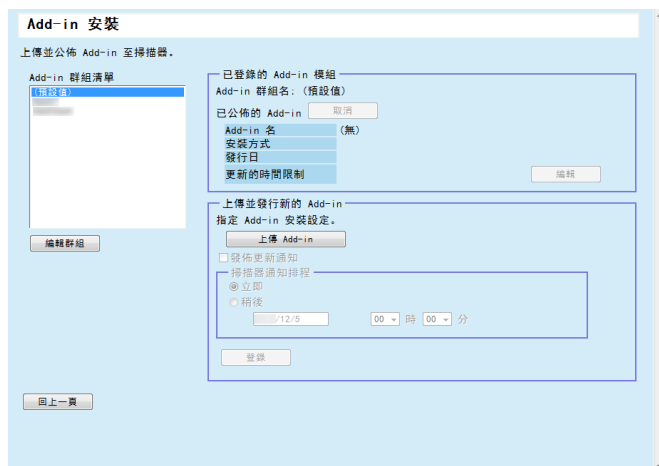 Add-in 安裝
上傳並公佈 Add-in 至掃描器。
Add-in 群組清單
(預設值)
編輯群組
已登錄的 Add-in 模組
Add-in 群組名: (預設值)
已公佈的 Add-in 取消
Add-in 名 (無)
安裝方式
發行日
更新的時間限制
編輯
上傳並發行新的 Add-in
指定 Add-in 安裝設定。
上傳 Add-in
發佈更新通知
掃描器通知排程
立即
稍後
/12/5 00 時 00 分
登錄
回上一頁